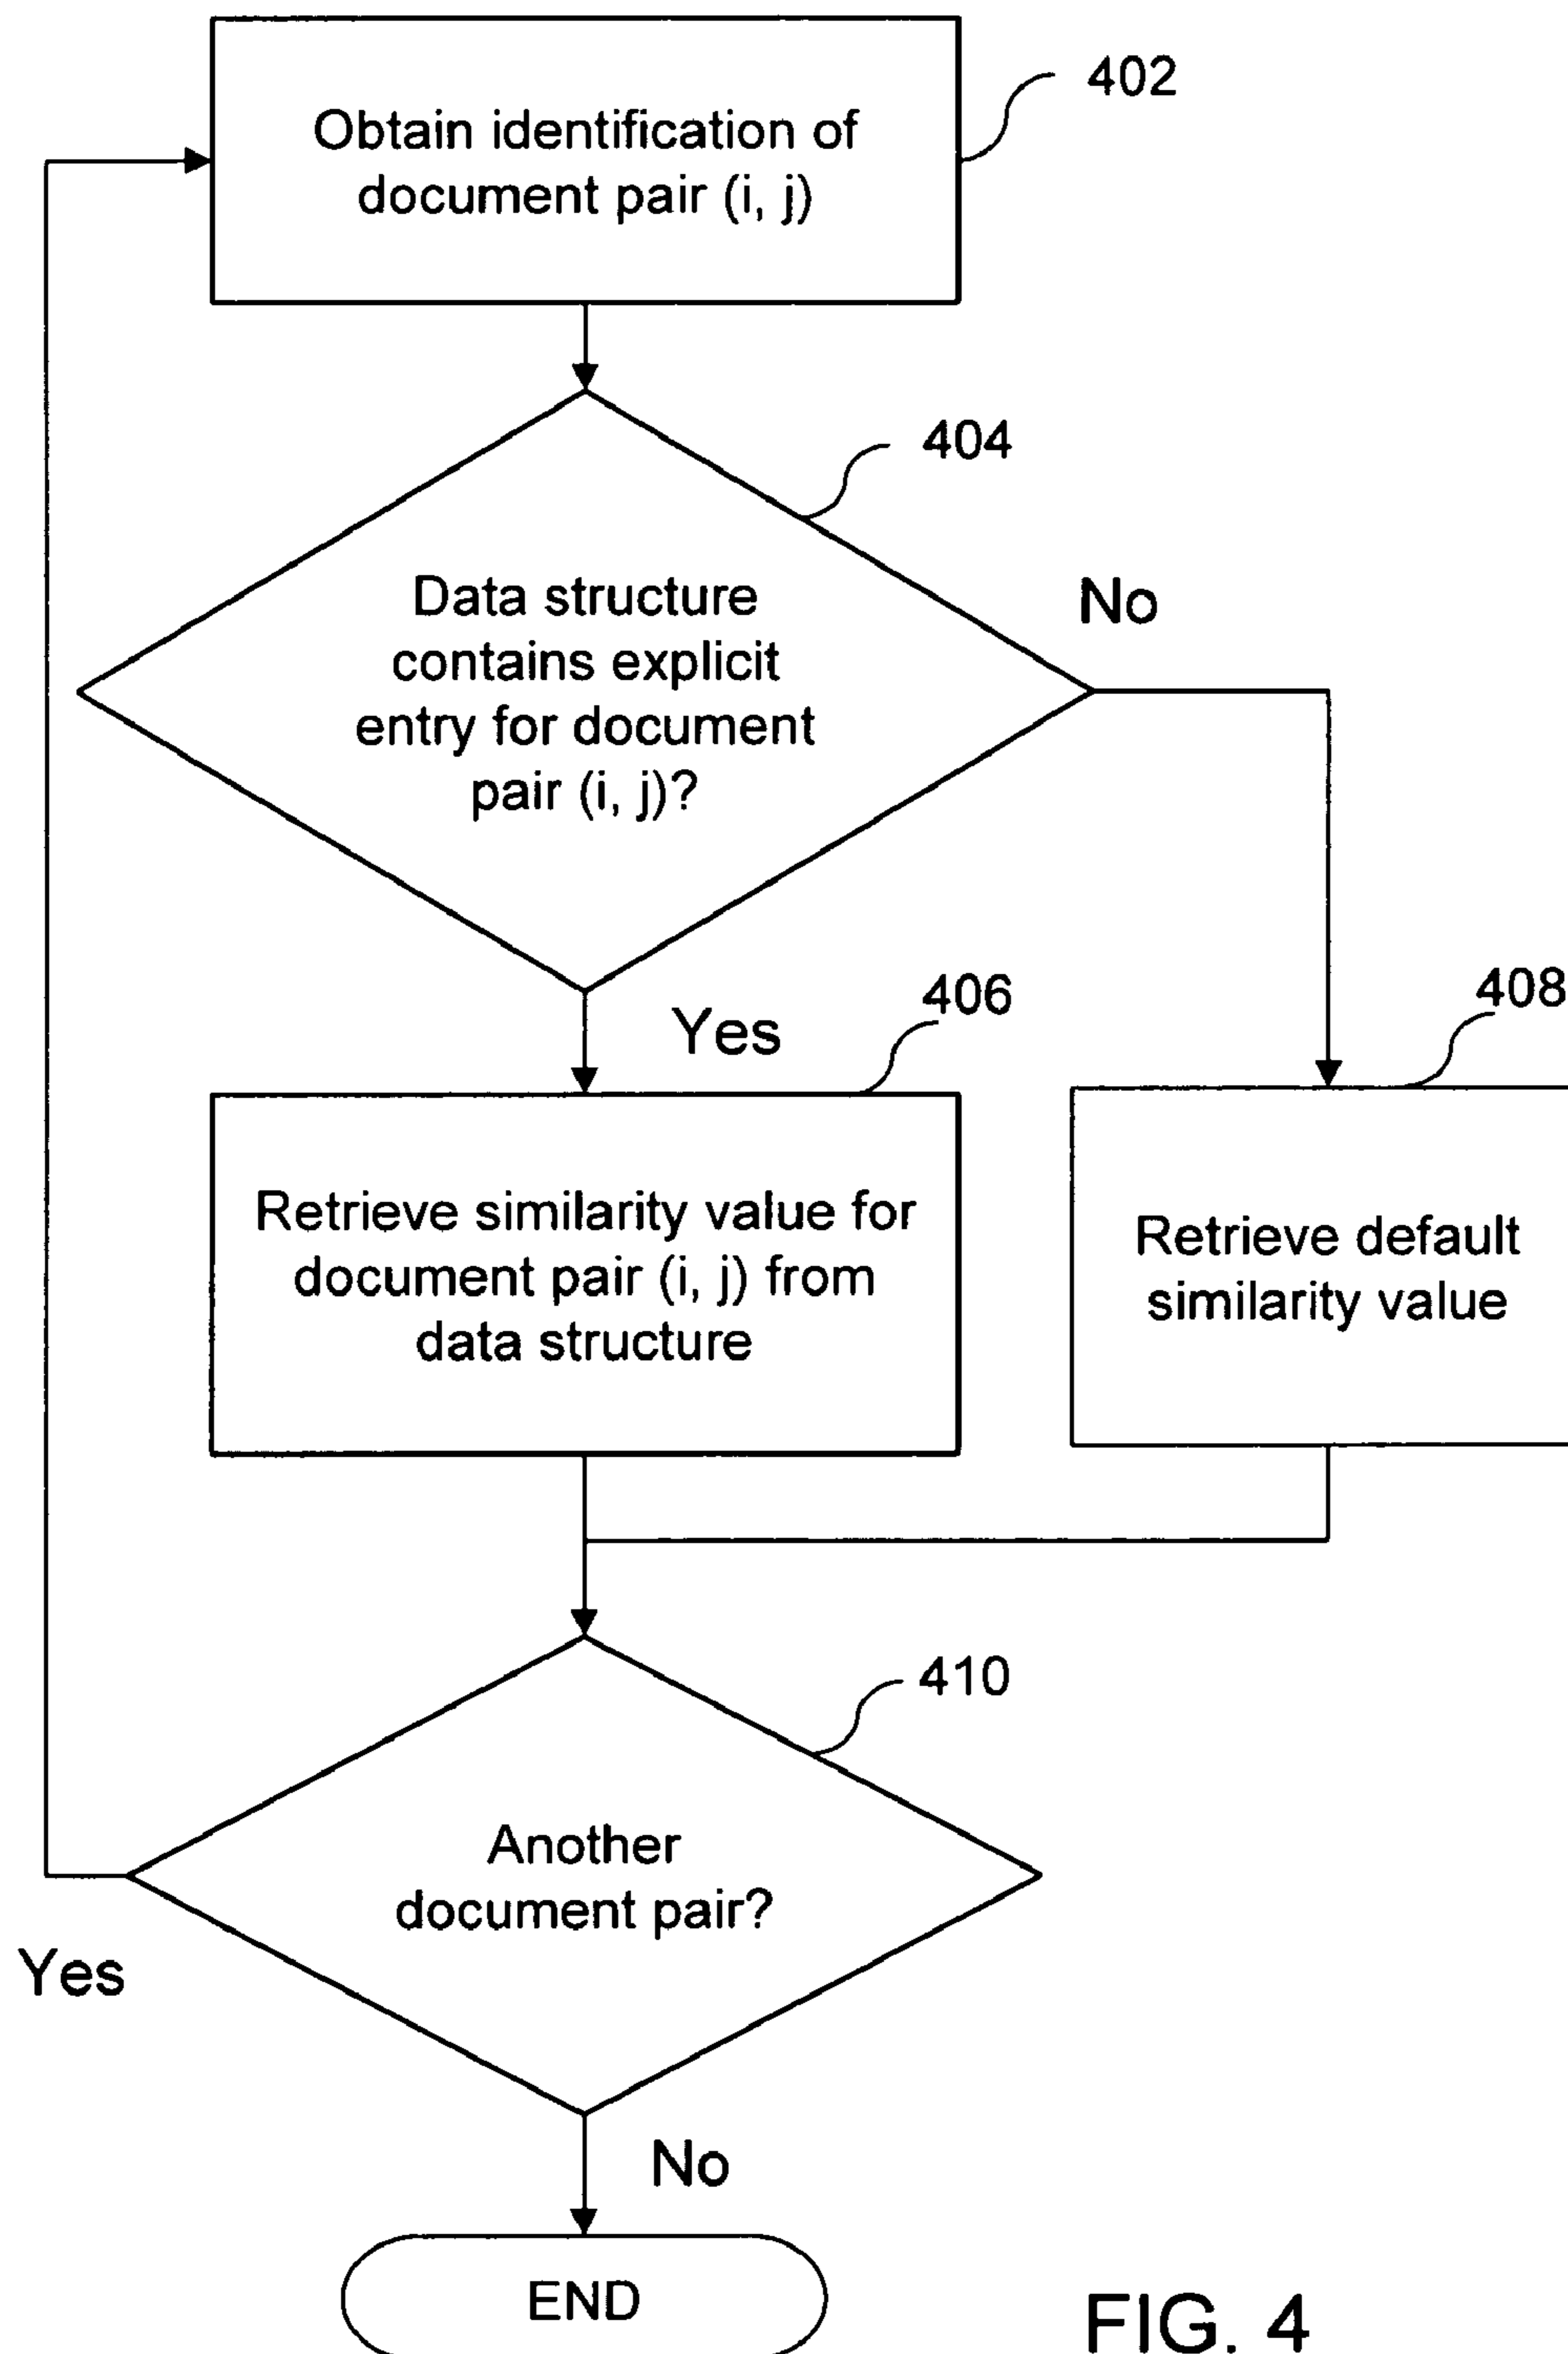 402
Obtain identification of
document pair (i, j)
404
Data structure
contains explicit
entry for document
pair (i, j)?
No
Yes
406
408
Retrieve similarity value for
document pair (i, j) from
data structure
Retrieve default
similarity value
410
Another
document pair?
Yes
No
END
FIG. 4